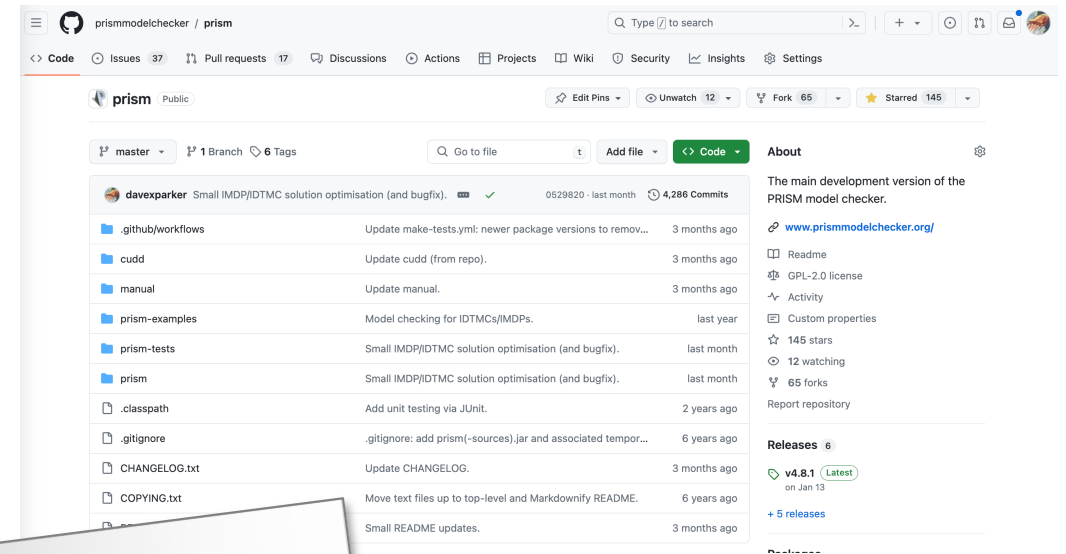 prismmodelchecker / prism
Type / to search
Code Issues 37 Pull requests 17 Discussions Actions Projects Wiki Security Insights Settings
prism Public Edit Pins Unwatch 12 Fork 65 Starred 145
master 1 Branch 6 Tags Go to file t Add file Code
davexparker Small IMDP/IDTMC solution optimisation (and bugfix). 0529820 · last month 4,286 Commits
.github/workflows Update make-tests.yml: newer package versions to remov... 3 months ago
cudd Update cudd (from repo). 3 months ago
manual Update manual. 3 months ago
prism-examples Model checking for IDTMCs/IMDPs. last year
prism-tests Small IMDP/IDTMC solution optimisation (and bugfix). last month
prism Small IMDP/IDTMC solution optimisation (and bugfix). last month
.classpath Add unit testing via JUnit. 2 years ago
.gitignore .gitignore: add prism(-sources).jar and associated tempor... 6 years ago
CHANGELOG.txt Update CHANGELOG. 3 months ago
COPYING.txt Move text files up to top-level and Markdownify README. 6 years ago
Small README updates. 3 months ago
About
The main development version of the
PRISM model checker.
www.prismmodelchecker.org/
Readme
GPL-2.0 license
Activity
Custom properties
145 stars
12 watching
65 forks
Report repository
Releases 6
v4.8.1 Latest
on Jan 13
+ 5 releases